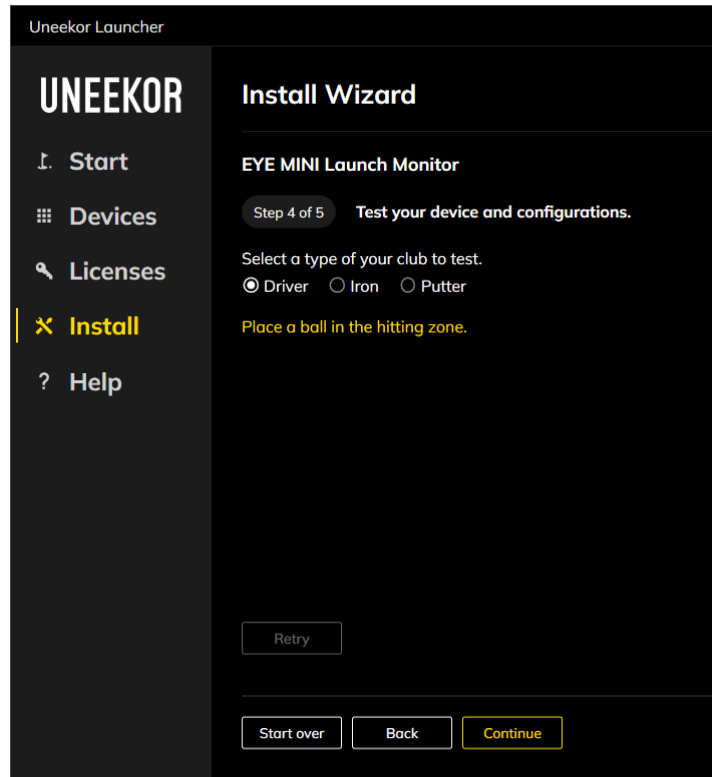 Uneekor Launcher
UNEEKOR
Start
Devices
Licenses
Install
? Help
Install Wizard
EYE MINI Launch Monitor
Step 4 of 5 Test your device and configurations.
Select a type of your club to test.
Driver Iron Putter
Place a ball in the hitting zone.
Retry
Start over Back Continue